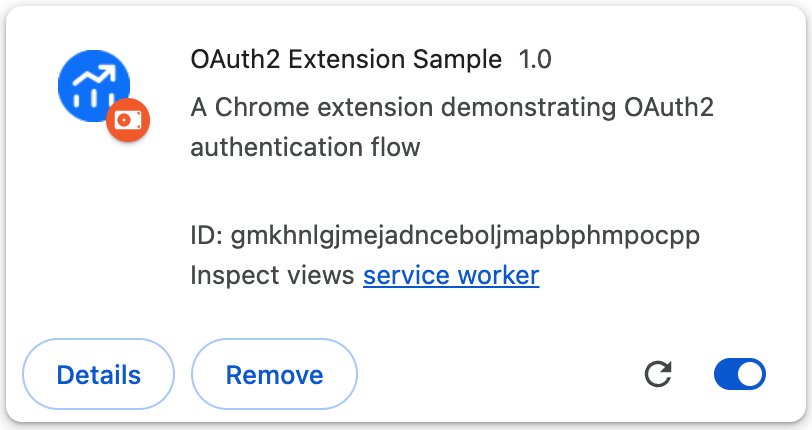 OAuth2 Extension Sample 1.0
A Chrome extension demonstrating OAuth2
authentication flow
ID: gmkhnlgjmejadnceboljmapbphmpocpp
Inspect views service worker
Details Remove